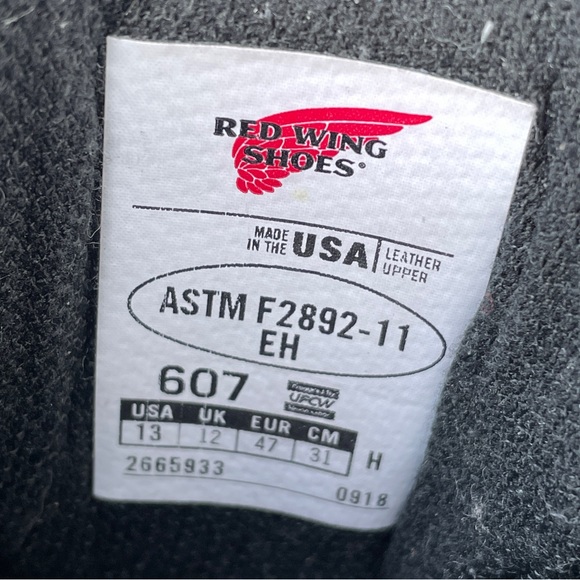 RED WING
SHOES®
MADE
IN THE USA
LEATHER
UPPER
ASTM F2892-11
EH
607
UFCW
USA UK EUR CM
13 12 47 31 H
2665933
0918